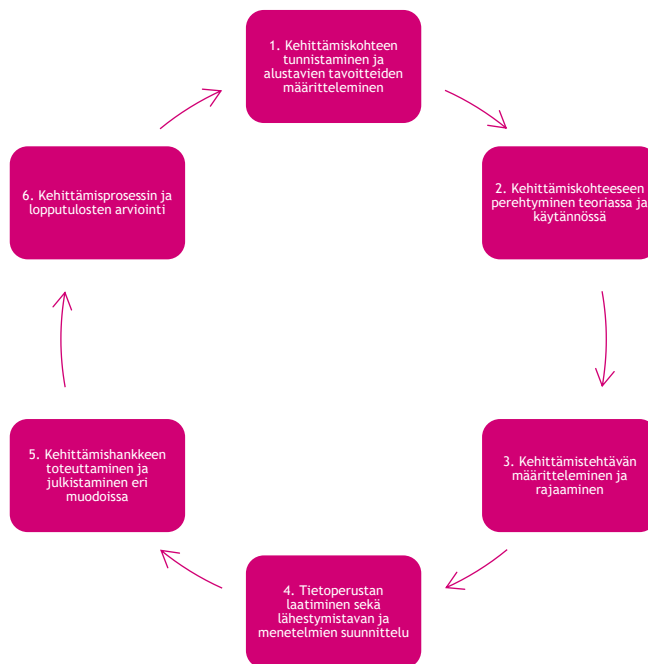 1. Kehittämiskohteen
tunnistaminen ja
alustavien tavoitteiden
määritteleminen
2. Kehittämiskohteeseen
perehtyminen teoriassa ja
käytännössä
3. Kehittämistehtävän
määritteleminen ja
rajaaminen
4. Tietoperustan
laatiminen sekä
lähestymistavan ja
menetelmien suunnittelu
5. Kehittämishankkeen
toteuttaminen ja
julkistaminen eri
muodoissa
6. Kehittämisprosessin ja
lopputulosten arviointi